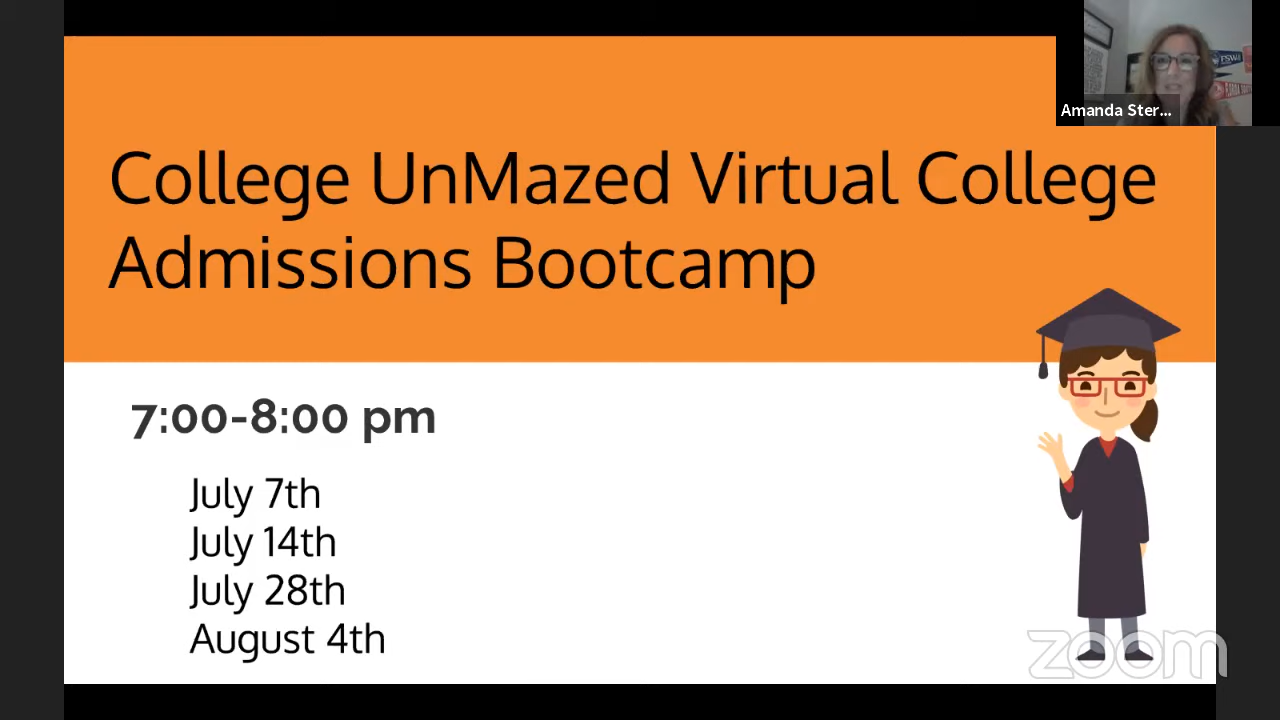 Amanda Ster...
College UnMazed Virtual College
Admissions Bootcamp
7:00-8:00 pm
July 7th
July 14th
July 28th
August 4th
zoom